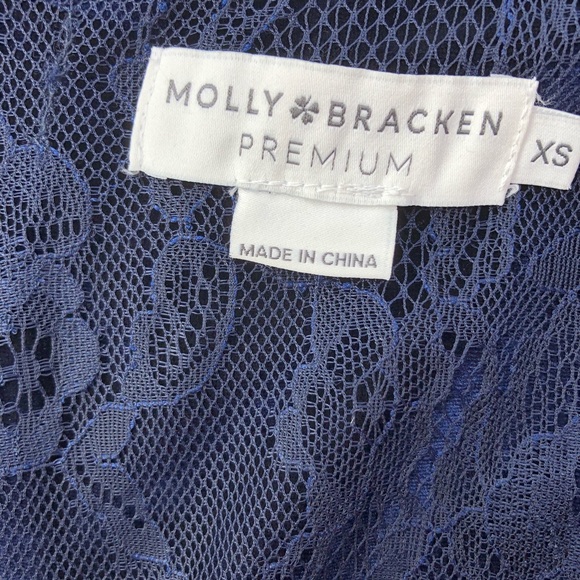 MOLLY BRACKEN
PREMIUM
XS
MADE IN CHINA